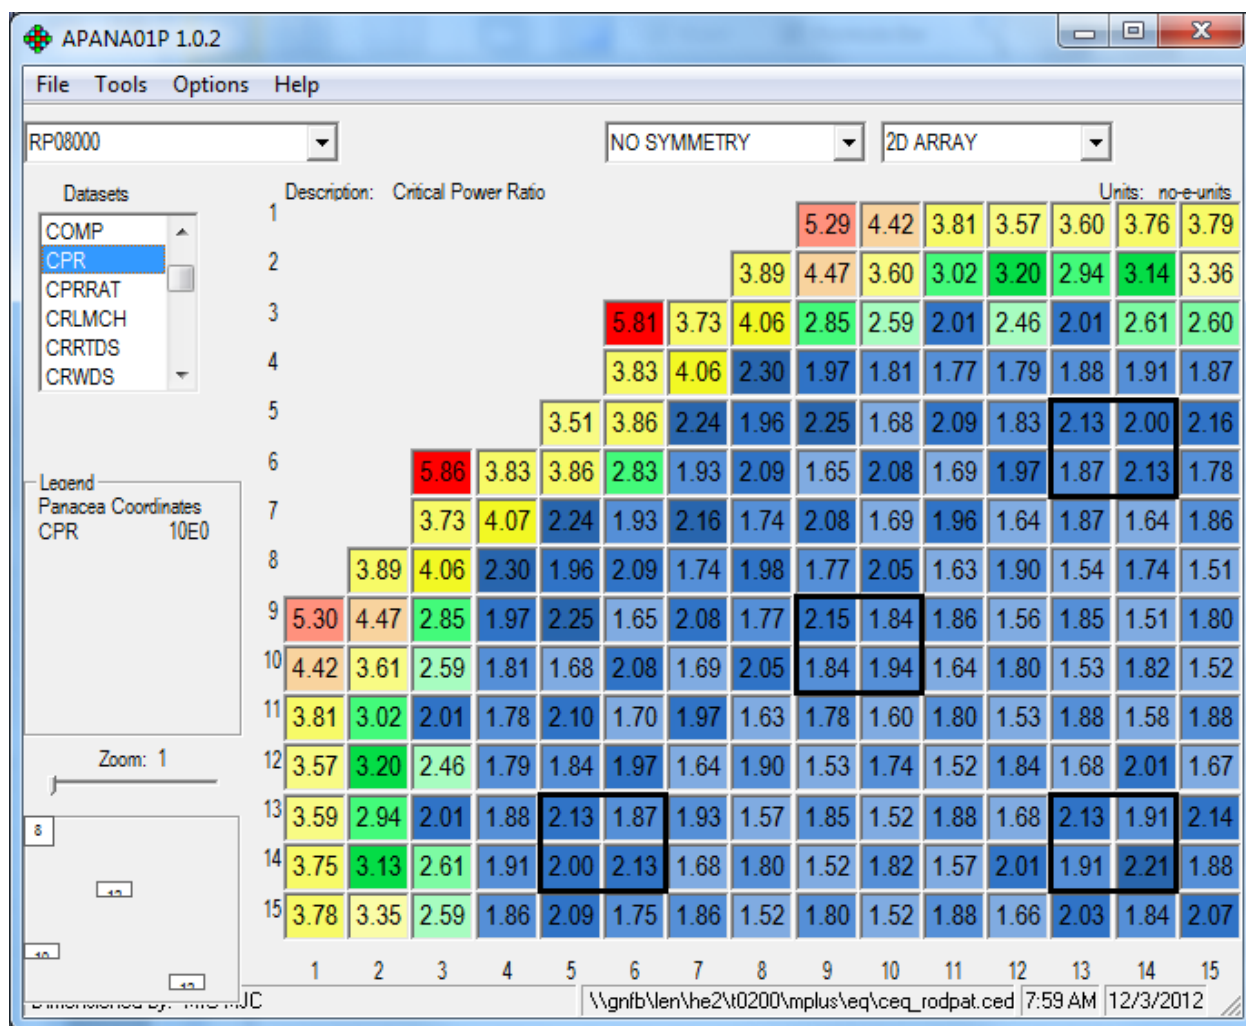 APANA01P 1.0.2
File Tools Options Help
RP08000 NO SYMMETRY 2D ARRAY
Datasets Description: Critical Power Ratio Units: no-e-units
COMP
CPR
CPRRAT
CRLMCH
CRRTDS
CRWDS
Legend
Panacea Coordinates
CPR 10E0
Zoom: 1
8
1 5.29 4.42 3.81 3.57 3.60 3.76 3.79
2 3.89 4.47 3.60 3.02 3.20 2.94 3.14 3.36
3 5.81 3.73 4.06 2.85 2.59 2.01 2.46 2.01 2.61 2.60
4 3.83 4.06 2.30 1.97 1.81 1.77 1.79 1.88 1.91 1.87
5 3.51 3.86 2.24 1.96 2.25 1.68 2.09 1.83 2.13 2.00 2.16
6 5.86 3.83 3.86 2.83 1.93 2.09 1.65 2.08 1.69 1.97 1.87 2.13 1.78
7 3.73 4.07 2.24 1.93 2.16 1.74 2.08 1.69 1.96 1.64 1.87 1.64 1.86
8 3.89 4.06 2.30 1.96 2.09 1.74 1.98 1.77 2.05 1.63 1.90 1.54 1.74 1.51
9 5.30 4.47 2.85 1.97 2.25 1.65 2.08 1.77 2.15 1.84 1.86 1.56 1.85 1.51 1.80
10 4.42 3.61 2.59 1.81 1.68 2.08 1.69 2.05 1.84 1.94 1.64 1.80 1.53 1.82 1.52
11 3.81 3.02 2.01 1.78 2.10 1.70 1.97 1.63 1.78 1.60 1.80 1.53 1.88 1.58 1.88
12 3.57 3.20 2.46 1.79 1.84 1.97 1.64 1.90 1.53 1.74 1.52 1.84 1.68 2.01 1.67
13 3.59 2.94 2.01 1.88 2.13 1.87 1.93 1.57 1.85 1.52 1.88 1.68 2.13 1.91 2.14
14 3.75 3.13 2.61 1.91 2.00 2.13 1.68 1.80 1.52 1.82 1.57 2.01 1.91 2.21 1.88
15 3.78 3.35 2.59 1.86 2.09 1.75 1.86 1.52 1.80 1.52 1.88 1.66 2.03 1.84 2.07
1 2 3 4 5 6 7 8 9 10 11 12 13 14 15
\\gnfb\len\he2\t0200\mplus\eq\ceq_rodpat.ced 7:59 AM 12/3/2012